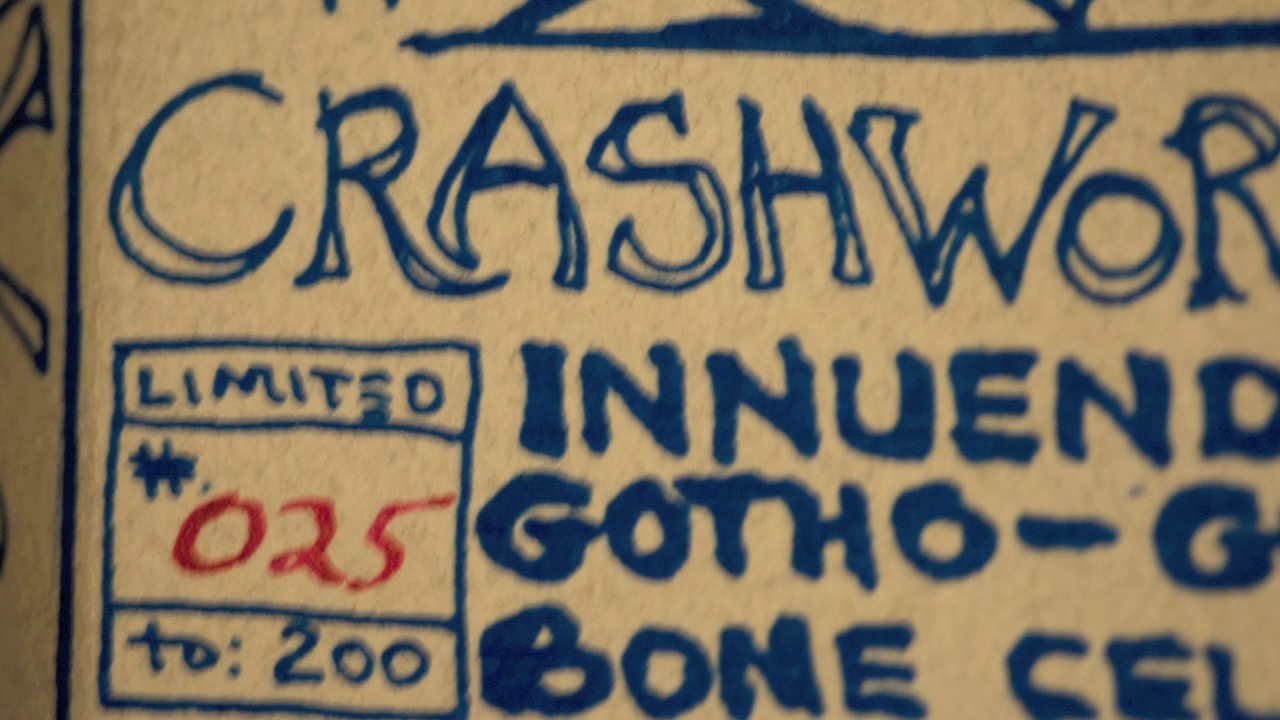 CRASHWOR
LIMITED
#.
025
to: 200
INNUEND
GOTHO-G
BONE CEL